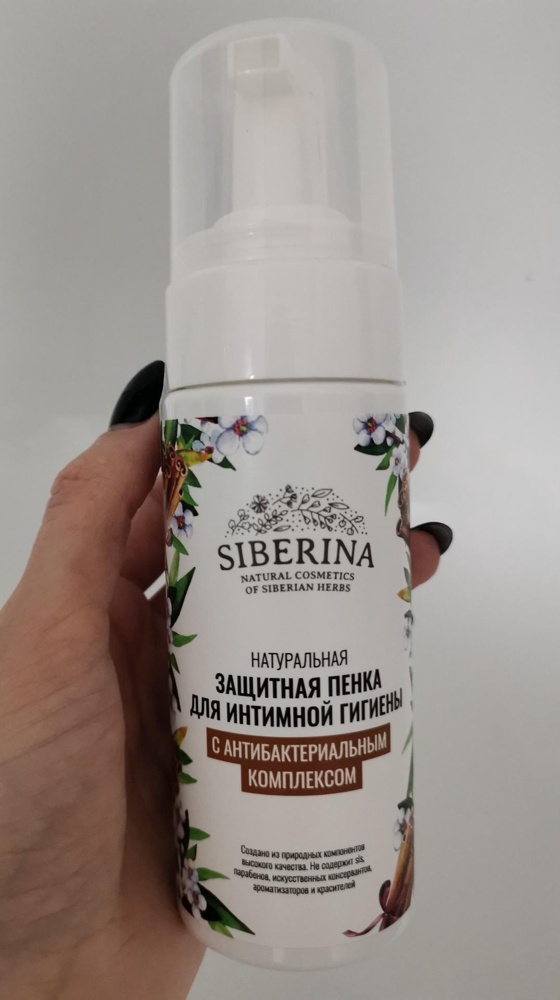 SIBERINA
NATURAL COSMETICS
OF SIBERIAN HERBS
НАТУРАЛЬНАЯ
ЗАЩИТНАЯ ПЕНКА
ДЛЯ ИНТИМНОЙ ГИГИЕНЫ
С АНТИБАКТЕРИАЛЬНЫМ
КОМПЛЕКСОМ
Создано из природных компонентов
высокого качества. Не содержит sls,
парабенов, искусственных консервантов,
ароматизаторов и красителей